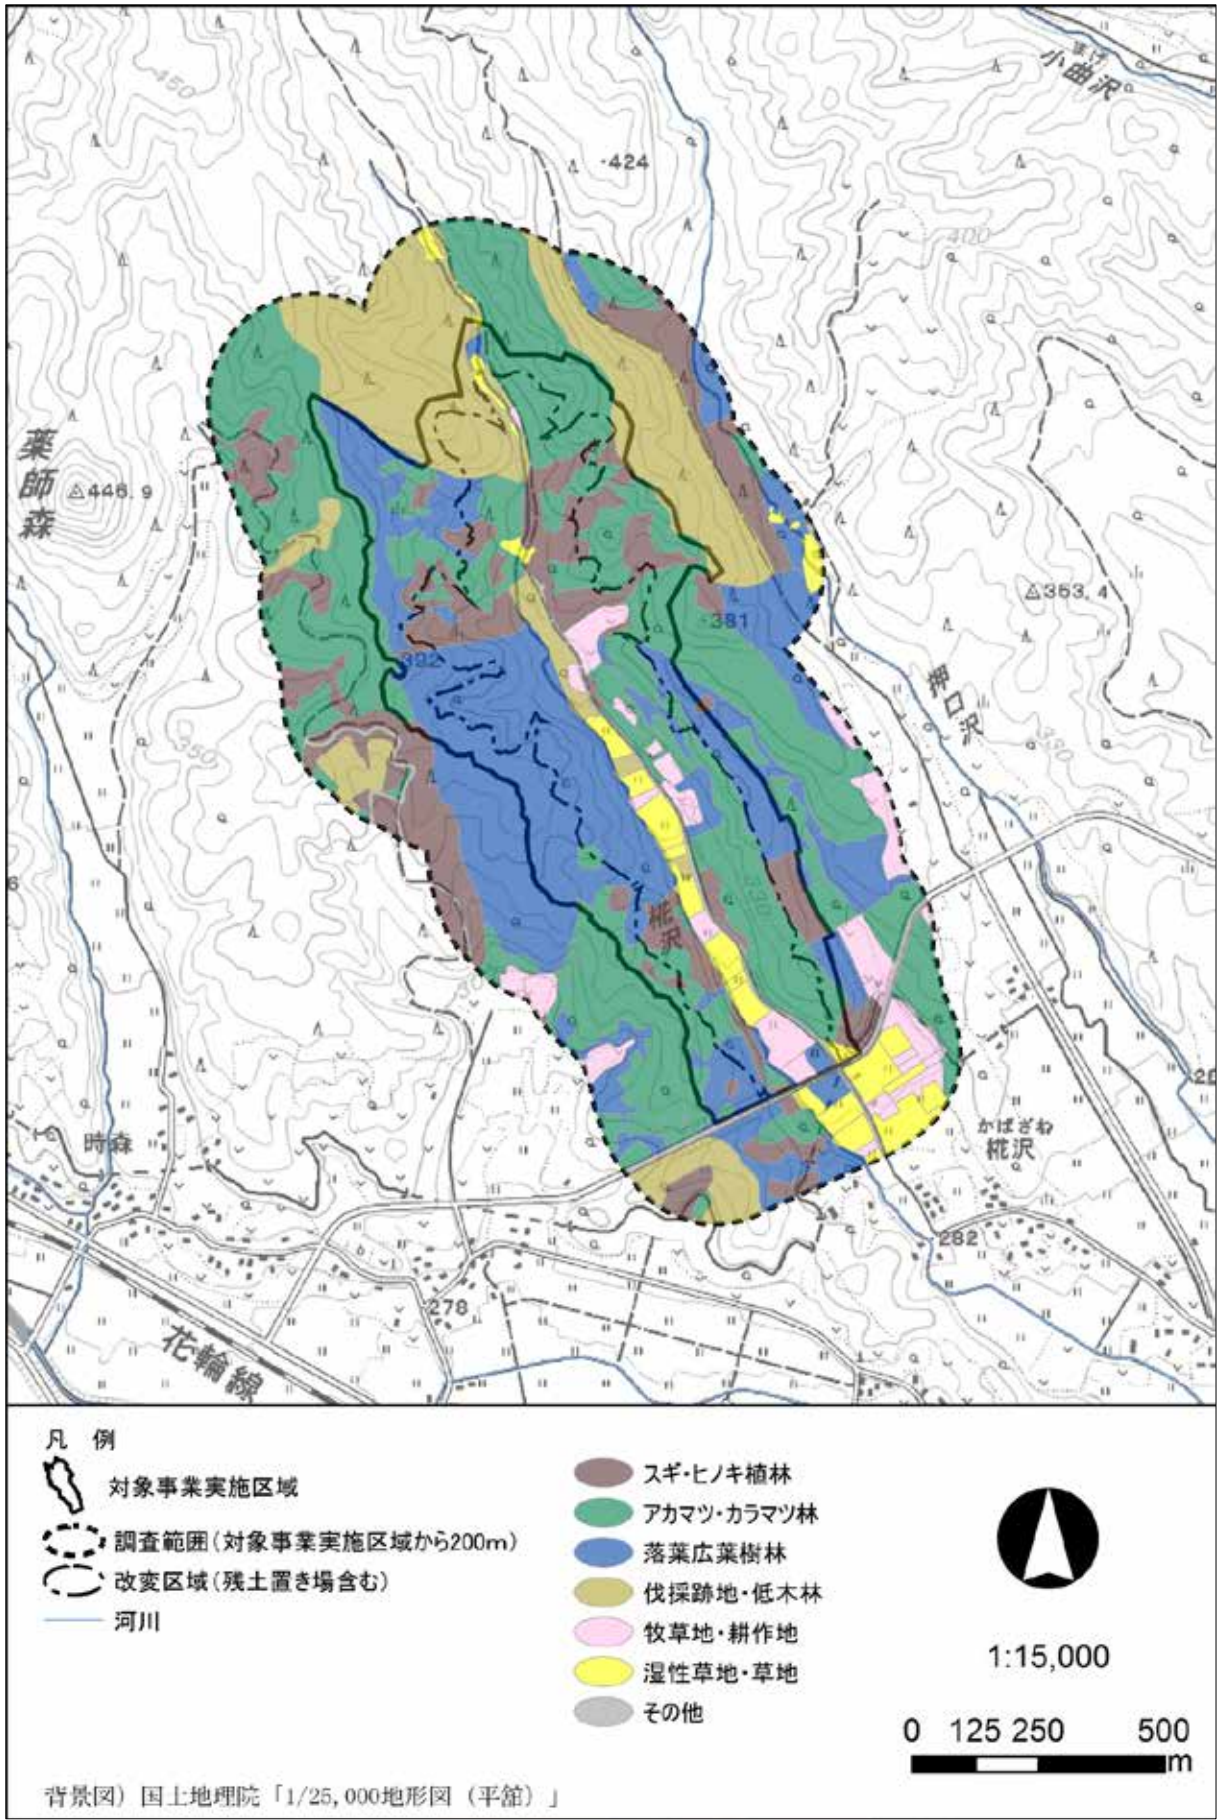 小曲沢
まげ
450
424
400
薬師森
446.9
363.4
381
392
押口沢
350
330
330
椛沢
時森
かばざわ
椛沢
282
278
花輪線
凡 例
対象事業実施区域
調査範囲(対象事業実施区域から200m)
改変区域(残土置き場含む)
河川
スギ・ヒノキ植林
アカマツ・カラマツ林
落葉広葉樹林
伐採跡地・低木林
牧草地・耕作地
湿性草地・草地
その他
1:15,000
0 125 250 500
m
背景図)国土地理院「1/25,000地形図(平舘)」